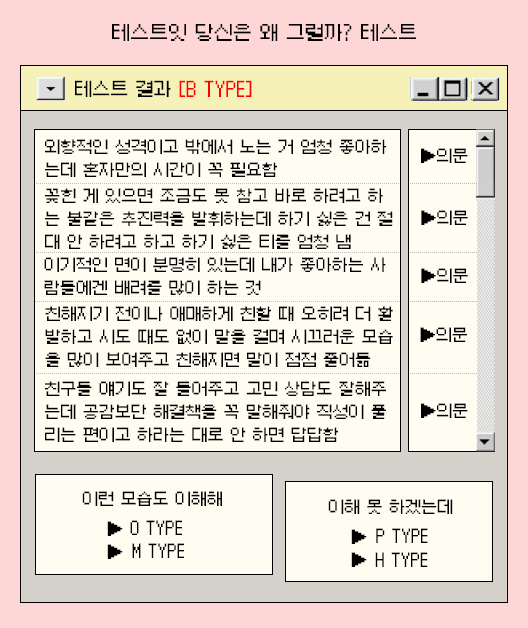 테스트잇 당신은 왜 그럴까? 테스트
테스트 결과 [B TYPE]
외향적인 성격이고 밖에서 노는 거 엄청 좋아하
는데 혼자만의 시간이 꼭 필요함
▶의문
꽂힌 게 있으면 조금도 못 참고 바로 하려고 하
는 불같은 추진력을 발휘하는데 하기 싫은 건 절
대 안 하려고 하고 하기 싫은 티를 엄청 냄
▶의문
이기적인 면이 분명히 있는데 내가 좋아하는 사
람들에겐 배려를 많이 하는 것
▶의문
친해지기 전이나 애매하게 친할 때 오히려 더 활
발하고 시도 때도 없이 말을 걸며 시끄러운 모습
을 많이 보여주고 친해지면 말이 점점 줄어듦
▶의문
친구들 얘기도 잘 들어주고 고민 상담도 잘해주
는데 공감보단 해결책을 꼭 말해줘야 직성이 풀
리는 편이고 하라는 대로 안 하면 답답함
▶의문
이런 모습도 이해해
▶ O TYPE
▶ M TYPE
이해 못 하겠는데
▶ P TYPE
▶ H TYPE